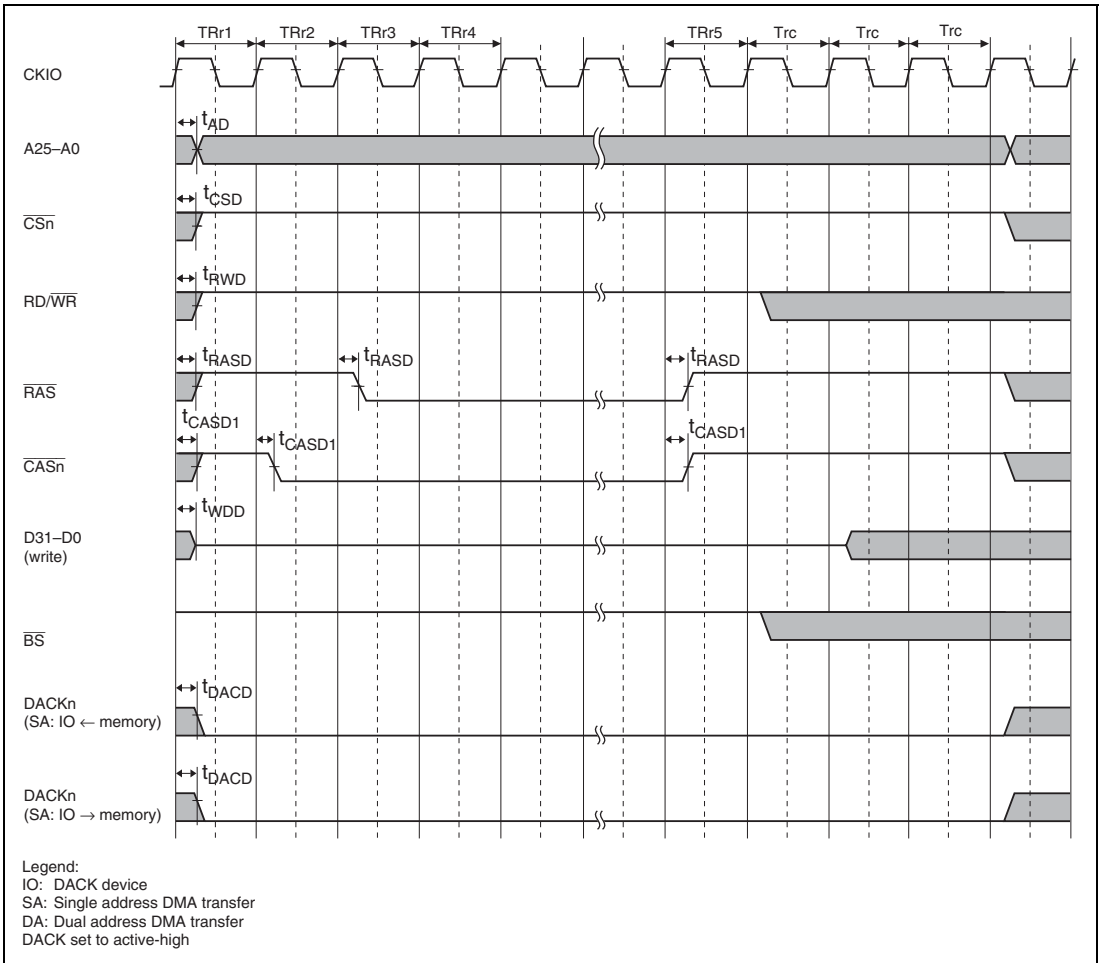 TRr1 TRr2 TRr3 TRr4 TRr5 Trc Trc Trc
CKIO
tAD
A25–A0
tCSD
CSn
tRWD
RD/WR
tRASD tRASD tRASD
RAS
tCASD1 tCASD1 tCASD1
CASn
tWDD
D31–D0
(write)
BS
tDACD
DACKn
(SA: IO ← memory)
tDACD
DACKn
(SA: IO → memory)
Legend:
IO: DACK device
SA: Single address DMA transfer
DA: Dual address DMA transfer
DACK set to active-high